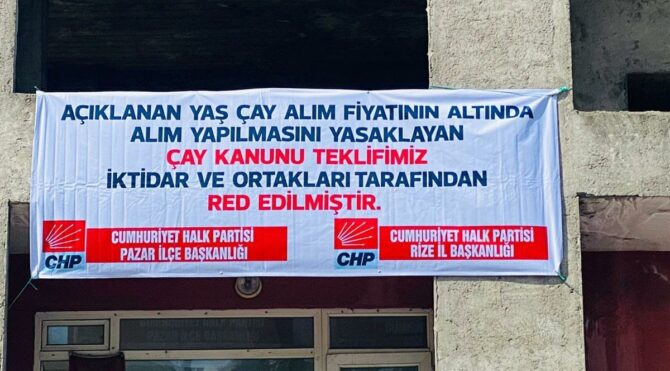 AÇIKLANAN YAŞ ÇAY ALIM FİYATININ ALTINDA
ALIM YAPILMASINI YASAKLAYAN
ÇAY KANUNU TEKLİFİMİZ
İKTİDAR VE ORTAKLARI TARAFINDAN
RED EDİLMİŞTİR.
CHP
CUMHURİYET HALK PARTİSİ
PAZAR İLÇE BAŞKANLIĞI
CHP
CUMHURİYET HALK PARTİSİ
RİZE İL BAŞKANLIĞI